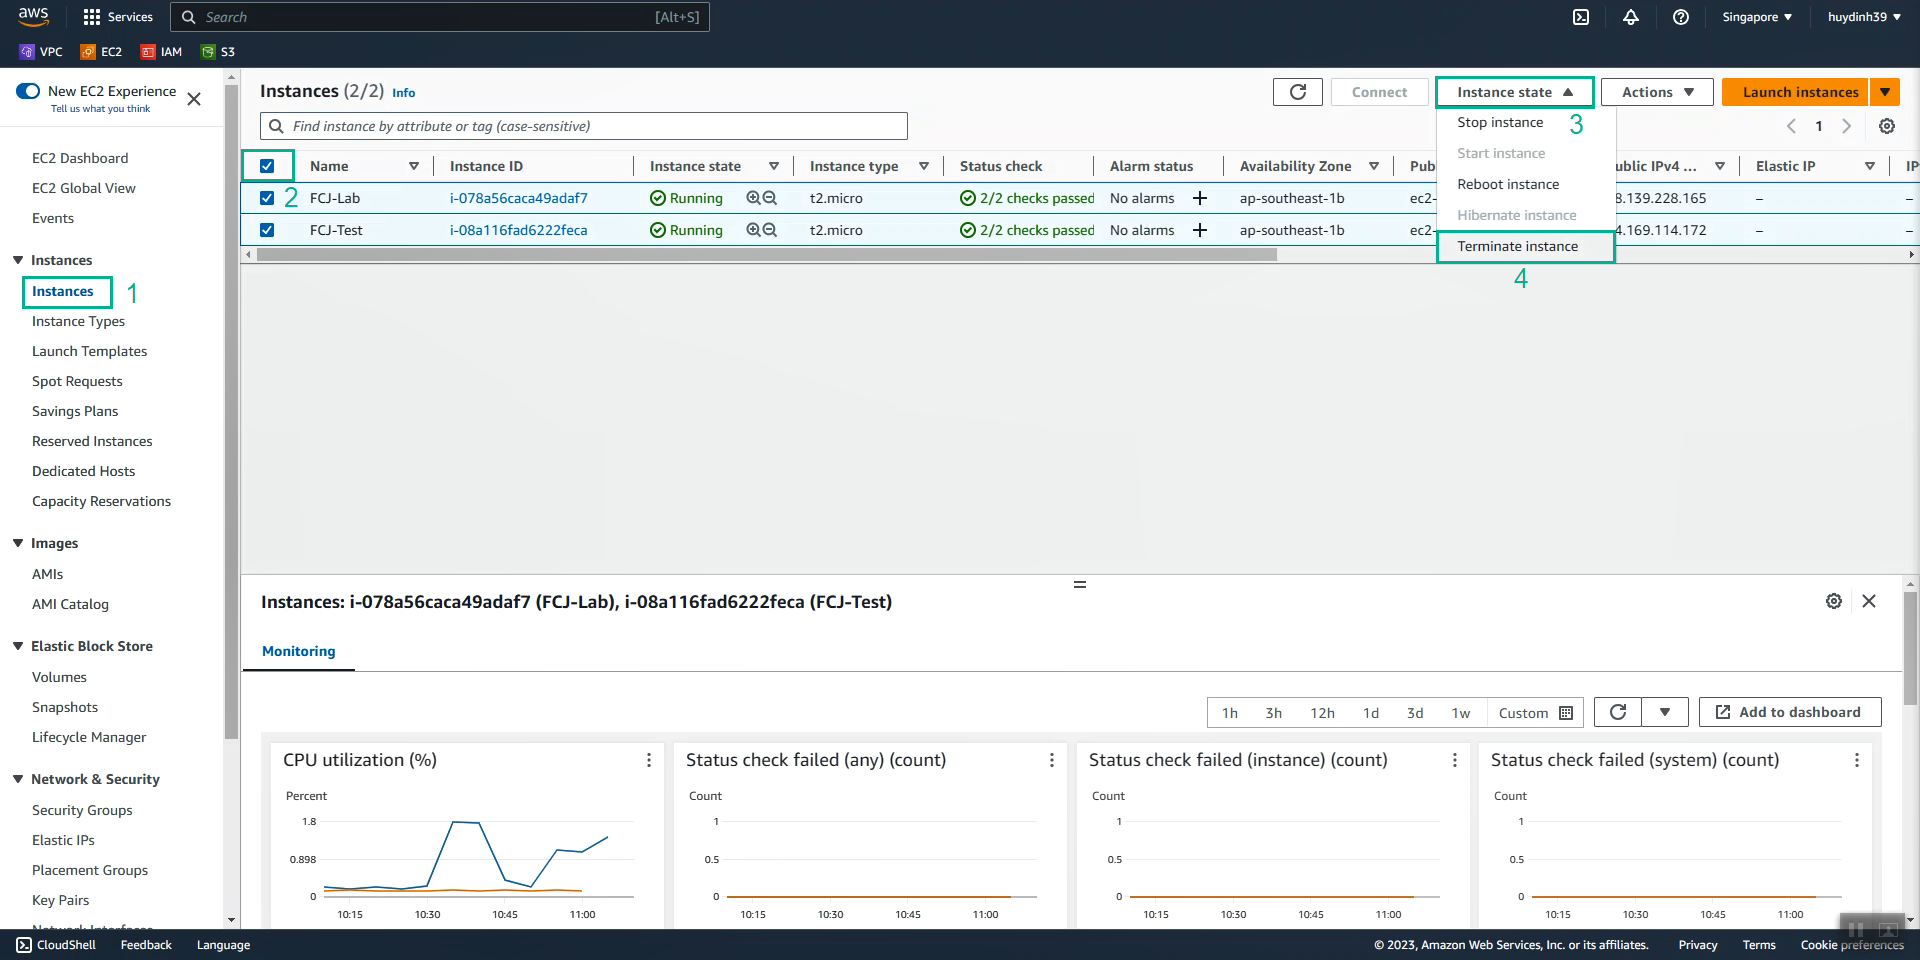 aws Services Search [Alt+S] Singapore huydinh39
VPC EC2 IAM S3
New EC2 Experience
Tell us what you think
EC2 Dashboard
EC2 Global View
Events
Instances
Instances 1
Instance Types
Launch Templates
Spot Requests
Savings Plans
Reserved Instances
Dedicated Hosts
Capacity Reservations
Images
AMIs
AMI Catalog
Elastic Block Store
Volumes
Snapshots
Lifecycle Manager
Network & Security
Security Groups
Elastic IPs
Placement Groups
Key Pairs
Instances (2/2) Info Connect Instance state Actions Launch instances
Find instance by attribute or tag (case-sensitive) 1
Stop instance 3
Start instance
Reboot instance
Hibernate instance
Terminate instance
4
Name Instance ID Instance state Instance type Status check Alarm status Availability Zone Publ ublic IPv4 ... Elastic IP IP
2 FCJ-Lab i-078a56caca49adaf7 Running t2.micro 2/2 checks passed No alarms + ap-southeast-1b ec2- 8.139.228.165 – –
FCJ-Test i-08a116fad6222feca Running t2.micro 2/2 checks passed No alarms + ap-southeast-1b ec2- 4.169.114.172 – –
Instances: i-078a56caca49adaf7 (FCJ-Lab), i-08a116fad6222feca (FCJ-Test)
Monitoring
1h 3h 12h 1d 3d 1w Custom Add to dashboard
CPU utilization (%)
Percent
1.8
0.898
0
10:15 10:30 10:45 11:00
Status check failed (any) (count)
Count
1
0.5
0
10:15 10:30 10:45 11:00
Status check failed (instance) (count)
Count
1
0.5
0
10:15 10:30 10:45 11:00
Status check failed (system) (count)
Count
1
0.5
0
10:15 10:30 10:45 11:00
CloudShell Feedback Language © 2023, Amazon Web Services, Inc. or its affiliates. Privacy Terms Cookie preferences